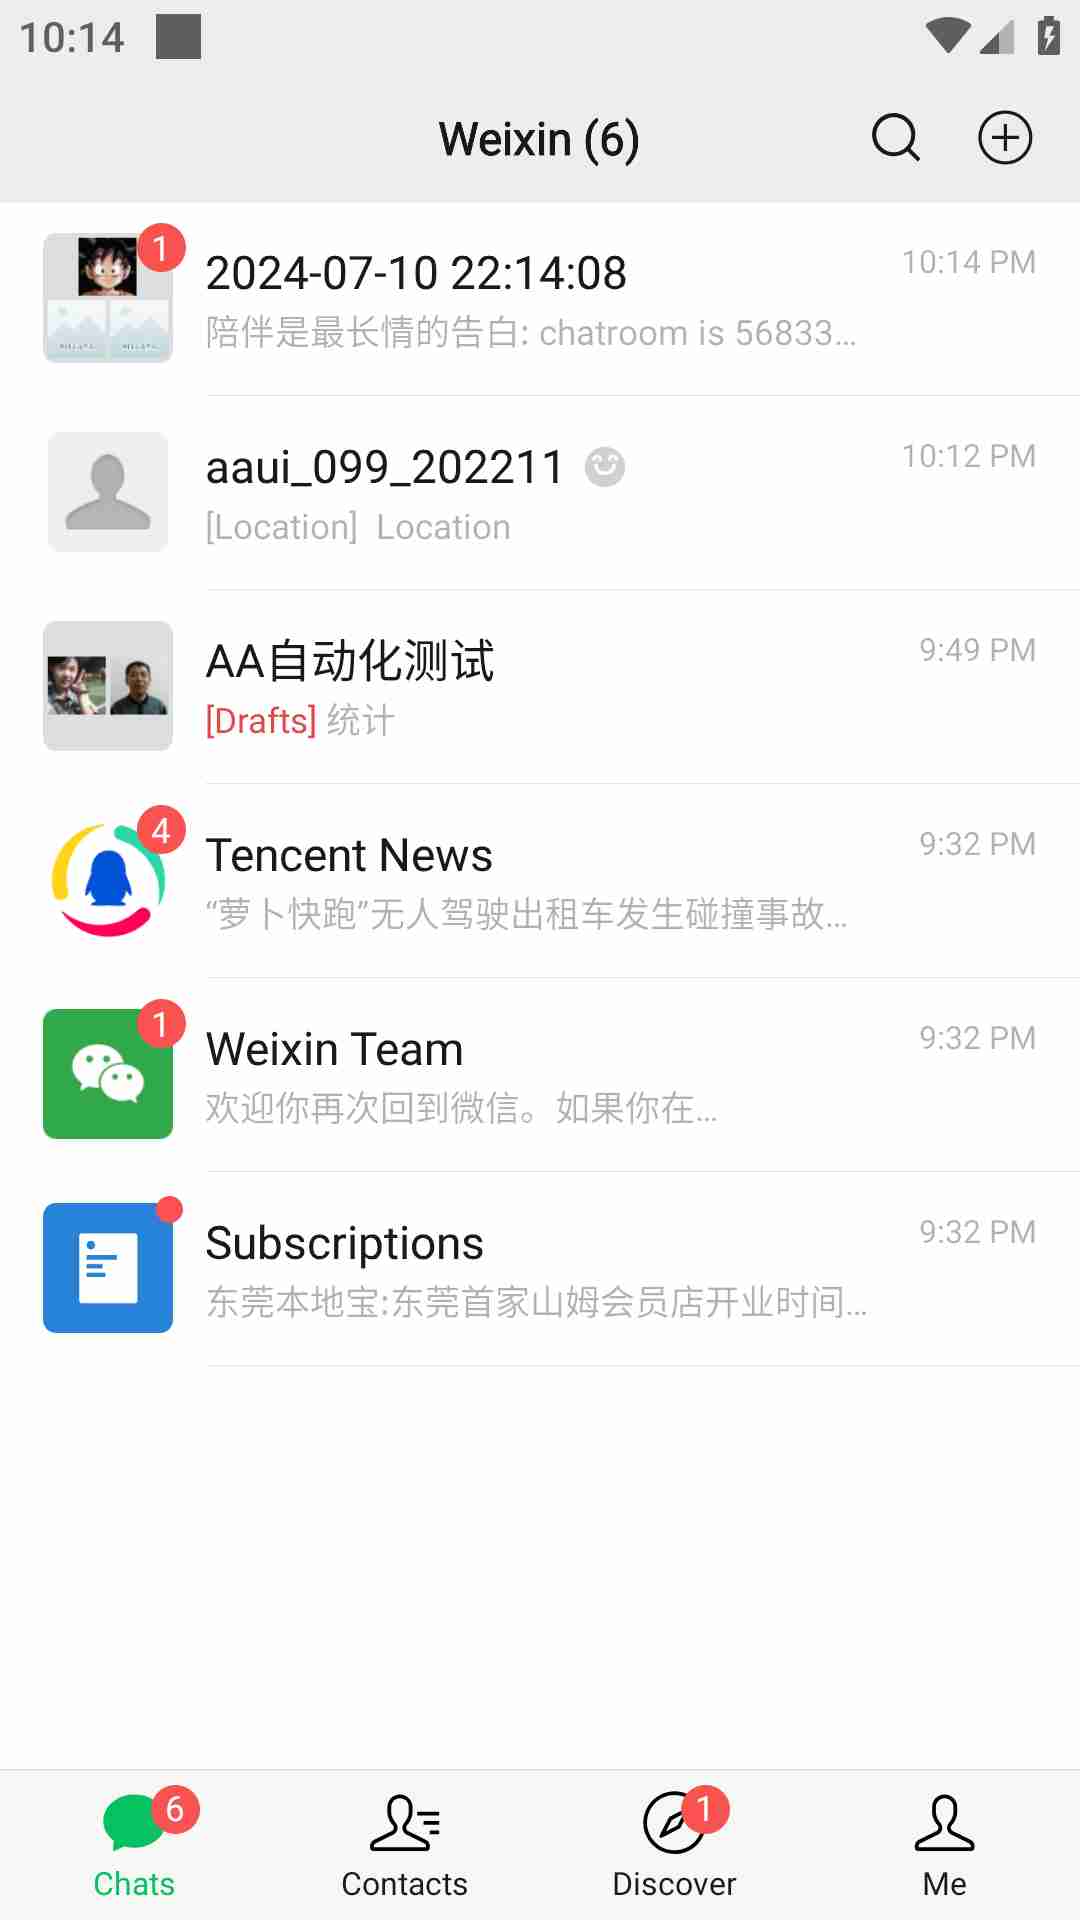 10:14
Weixin (6)
1
2024-07-10 22:14:08
10:14 PM
陪伴是最长情的告白: chatroom is 56833...
aaui_099_202211
10:12 PM
[Location] Location
AA自动化测试
9:49 PM
[Drafts] 统计
4
Tencent News
9:32 PM
“萝卜快跑”无人驾驶出租车发生碰撞事故...
1
Weixin Team
9:32 PM
欢迎你再次回到微信。如果你在...
Subscriptions
9:32 PM
东莞本地宝:东莞首家山姆会员店开业时间...
6
1
Chats
Contacts
Discover
Me